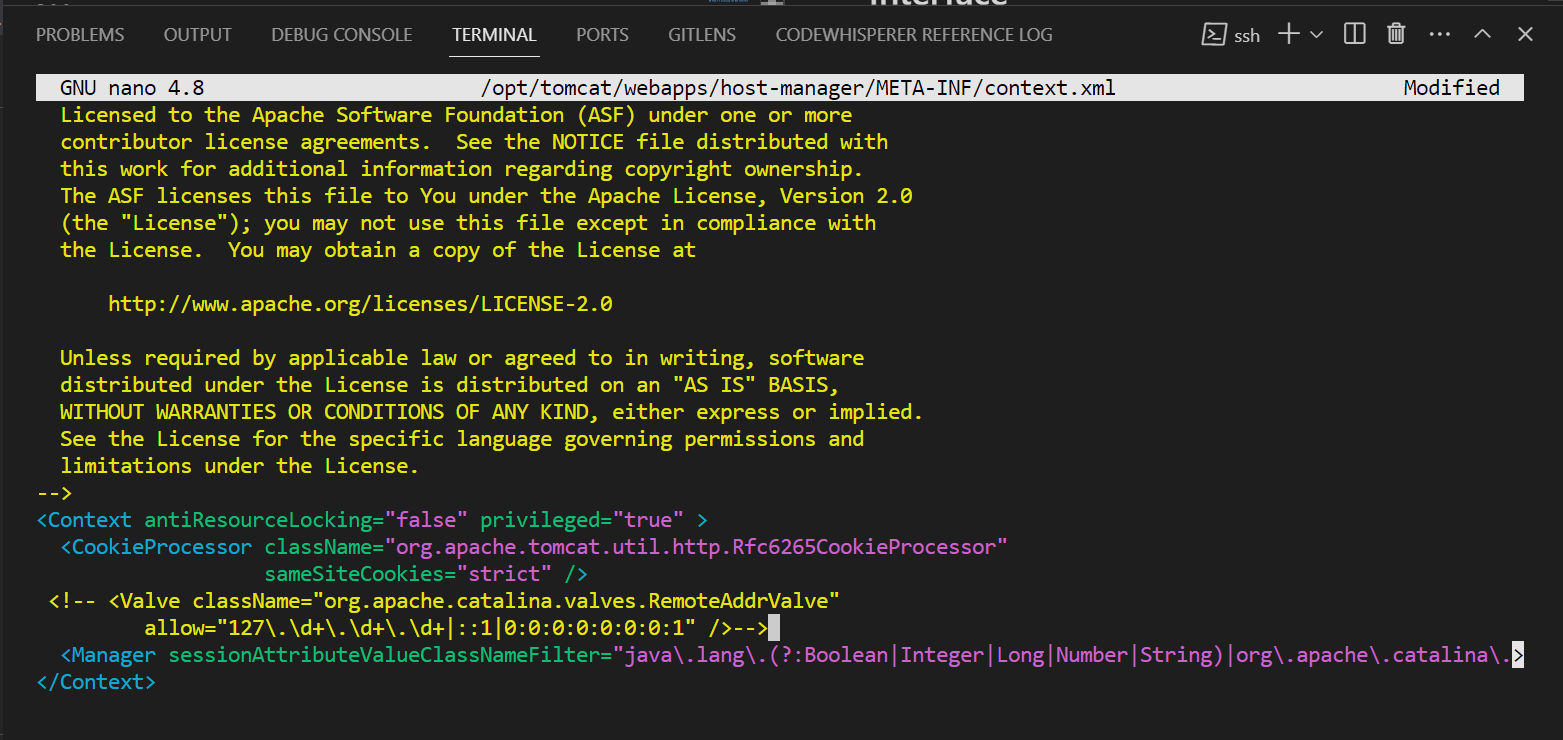 Interface
PROBLEMS OUTPUT DEBUG CONSOLE TERMINAL PORTS GITLENS CODEWHISPERER REFERENCE LOG ssh
GNU nano 4.8 /opt/tomcat/webapps/host-manager/META-INF/context.xml Modified
Licensed to the Apache Software Foundation (ASF) under one or more
contributor license agreements.  See the NOTICE file distributed with
this work for additional information regarding copyright ownership.
The ASF licenses this file to You under the Apache License, Version 2.0
(the "License"); you may not use this file except in compliance with
the License.  You may obtain a copy of the License at
http://www.apache.org/licenses/LICENSE-2.0
Unless required by applicable law or agreed to in writing, software
distributed under the License is distributed on an "AS IS" BASIS,
WITHOUT WARRANTIES OR CONDITIONS OF ANY KIND, either express or implied.
See the License for the specific language governing permissions and
limitations under the License.
-->
<Context antiResourceLocking="false" privileged="true" >
<CookieProcessor className="org.apache.tomcat.util.http.Rfc6265CookieProcessor"
sameSiteCookies="strict" />
<!-- <Valve className="org.apache.catalina.valves.RemoteAddrValve"
allow="127\.\d+\.\d+\.\d+|::1|0:0:0:0:0:0:0:1" />-->
<Manager sessionAttributeValueClassNameFilter="java\.lang\.(?:Boolean|Integer|Long|Number|String)|org\.apache\.catalina\.>
</Context>